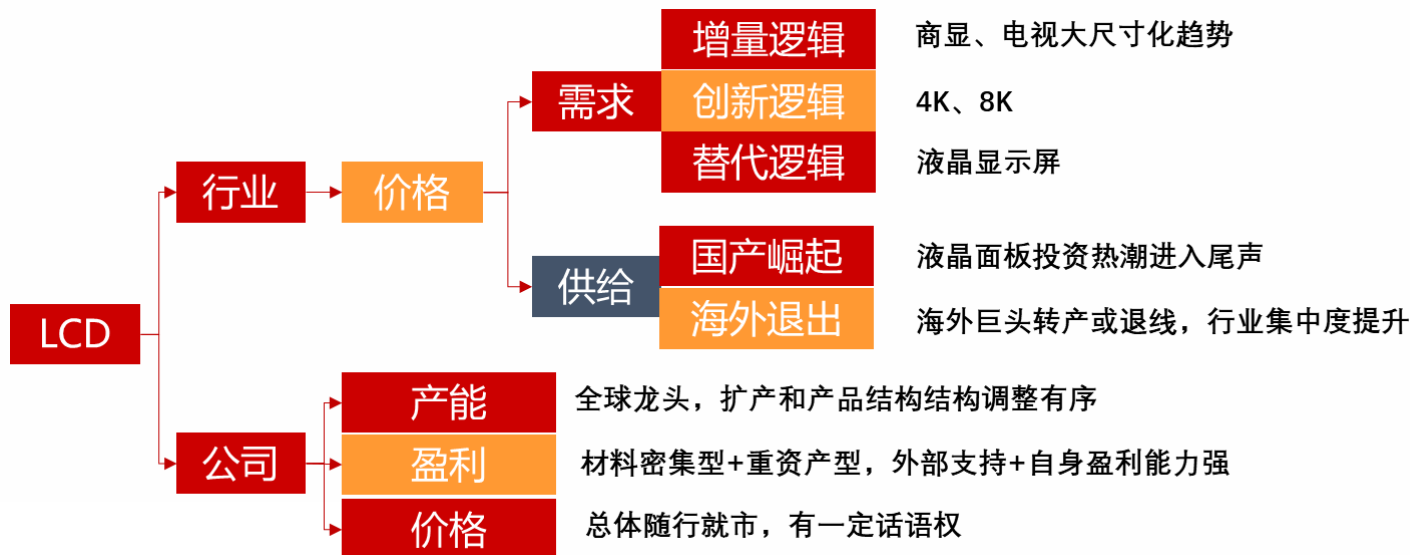 增量逻辑 商显、电视大尺寸化趋势
需求 创新逻辑 4K、8K
替代逻辑 液晶显示屏
行业 价格
国产崛起 液晶面板投资热潮进入尾声
供给
海外退出 海外巨头转产或退线，行业集中度提升
LCD
产能 全球龙头，扩产和产品结构结构调整有序
公司 盈利 材料密集型+重资产型，外部支持+自身盈利能力强
价格 总体随行就市，有一定话语权